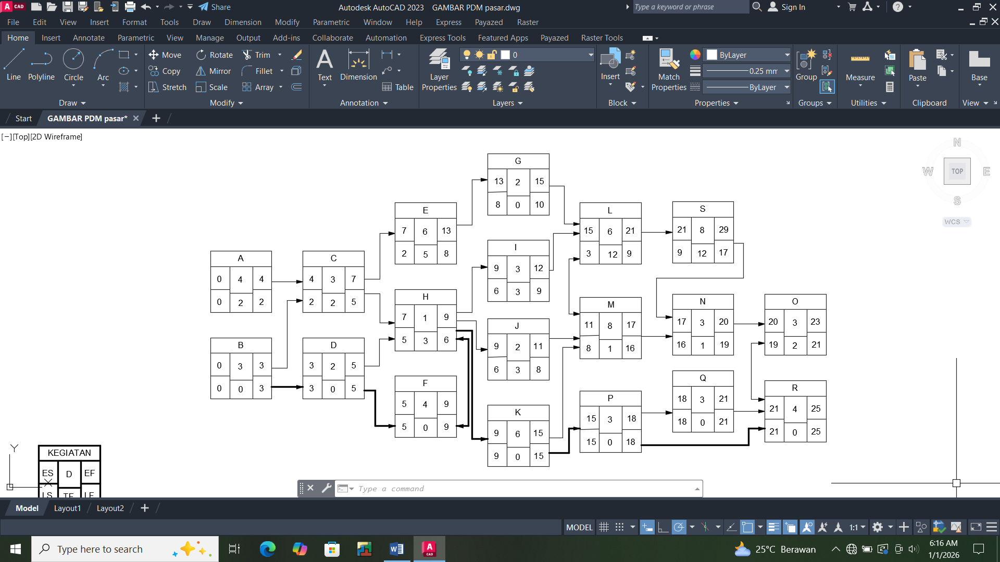 A CAD
Share
Autodesk AutoCAD 2023 GAMBAR PDM pasar.dwg
Type a keyword or phrase
Sign In
File Edit View Insert Format Tools Draw Dimension Modify Parametric Window Help Express Payazed Raster
Home Insert Annotate Parametric View Manage Output Add-ins Collaborate Automation Express Tools Featured Apps Payazed Raster Tools
Line Polyline Circle Arc
Move Rotate Trim
Copy Mirror Fillet
Stretch Scale Array
Text Dimension Table
Layer Properties
0
Insert
Match Properties
ByLayer
0.25 mm
ByLayer
Group Measure Paste Base
Draw Modify Annotation Layers Block Properties Groups Utilities Clipboard View
Start GAMBAR PDM pasar*
[−][Top][2D Wireframe]
N
W TOP E
S
WCS
A
0 4 4
0 2 2
B
0 3 3
0 0 3
C
4 3 7
2 2 5
D
3 2 5
3 0 5
E
7 6 13
2 5 8
H
7 1 9
5 3 6
F
5 4 9
5 0 9
G
13 2 15
8 0 10
I
9 3 12
6 3 9
J
9 2 11
6 3 8
K
9 6 15
9 0 15
L
15 6 21
3 12 9
M
11 8 17
8 1 16
P
15 3 18
15 0 18
S
21 8 29
9 12 17
N
17 3 20
16 1 19
Q
18 3 21
18 0 21
O
20 3 23
19 2 21
R
21 4 25
21 0 25
Y
X
KEGIATAN
ES D EF
LS TF LF
Type a command
Model Layout1 Layout2
MODEL
1:1
Type here to search
A CAD
25°C Berawan
6:16 AM
1/1/2026